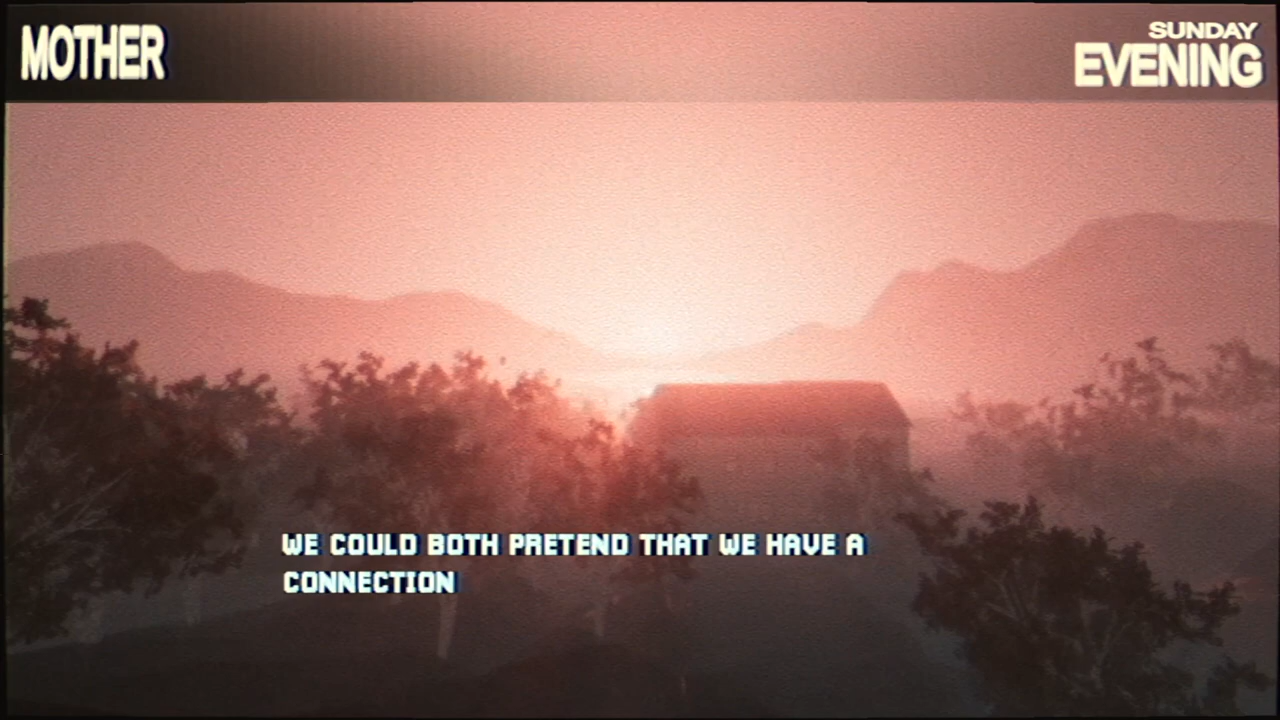 MOTHER
SUNDAY
EVENING
WE COULD BOTH PRETEND THAT WE HAVE A
CONNECTION